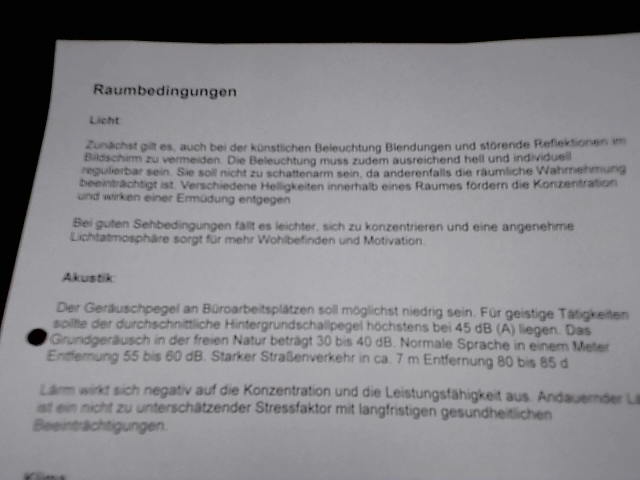 Raumbedingungen
Licht:
Zunächst gilt es, auch bei der künstlichen Beleuchtung Blendungen und störende Reflektionen im
Bildschirm zu vermeiden. Die Beleuchtung muss zudem ausreichend hell und individuell
regulierbar sein. Sie soll nicht zu schattenarm sein, da anderenfalls die räumliche Wahrnehmung
beeinträchtigt ist. Verschiedene Helligkeiten innerhalb eines Raumes fördern die Konzentration
und wirken einer Ermüdung entgegen
Bei guten Sehbedingungen fällt es leichter, sich zu konzentrieren und eine angenehme
Lichtatmosphäre sorgt für mehr Wohlbefinden und Motivation.
Akustik:
Der Geräuschpegel an Büroarbeitsplätzen soll möglichst niedrig sein. Für geistige Tätigkeiten
sollte der durchschnittliche Hintergrundschallpegel höchstens bei 45 dB (A) liegen. Das
Grundgeräusch in der freien Natur beträgt 30 bis 40 dB. Normale Sprache in einem Meter
Entfernung 55 bis 60 dB. Starker Straßenverkehr in ca. 7 m Entfernung 80 bis 85 d
Lärm wirkt sich negativ auf die Konzentration und die Leistungsfähigkeit aus. Andauernder Lä
ist ein nicht zu unterschätzender Stressfaktor mit langfristigen gesundheitlichen
Beeinträchtigungen.
Klima